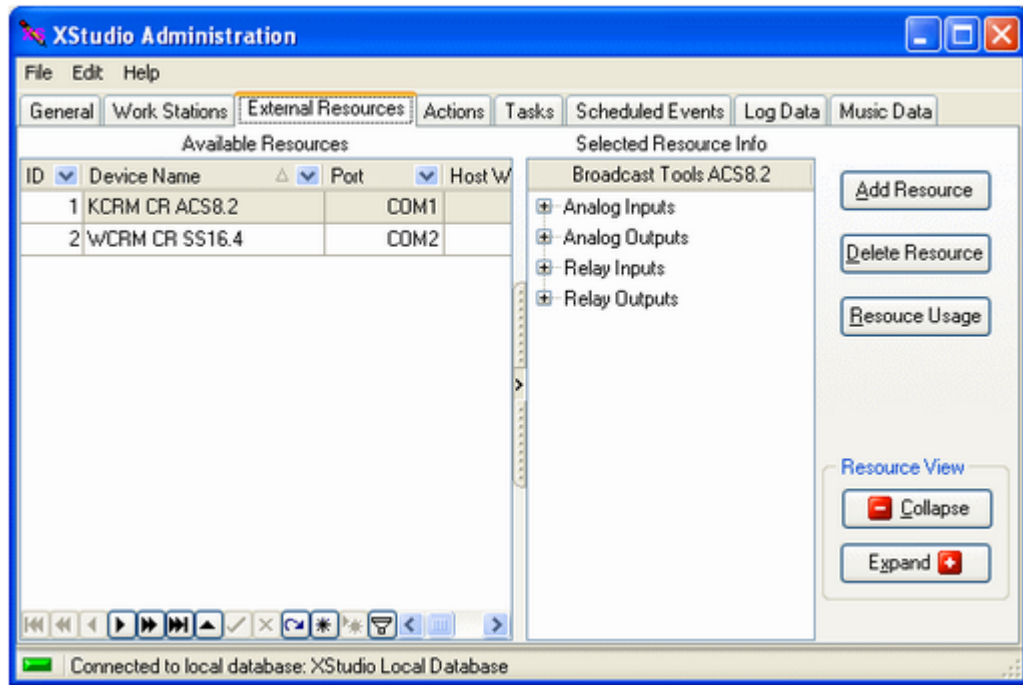 XStudio Administration
File Edit Help
General Work Stations External Resources Actions Tasks Scheduled Events Log Data Music Data
Available Resources
ID Device Name Port Host W
1 KCRM CR ACS8.2 COM1
2 WCRM CR SS16.4 COM2
Selected Resource Info
Broadcast Tools ACS8.2
Analog Inputs
Analog Outputs
Relay Inputs
Relay Outputs
Add Resource
Delete Resource
Resouce Usage
Resource View
Collapse
Expand
Connected to local database: XStudio Local Database